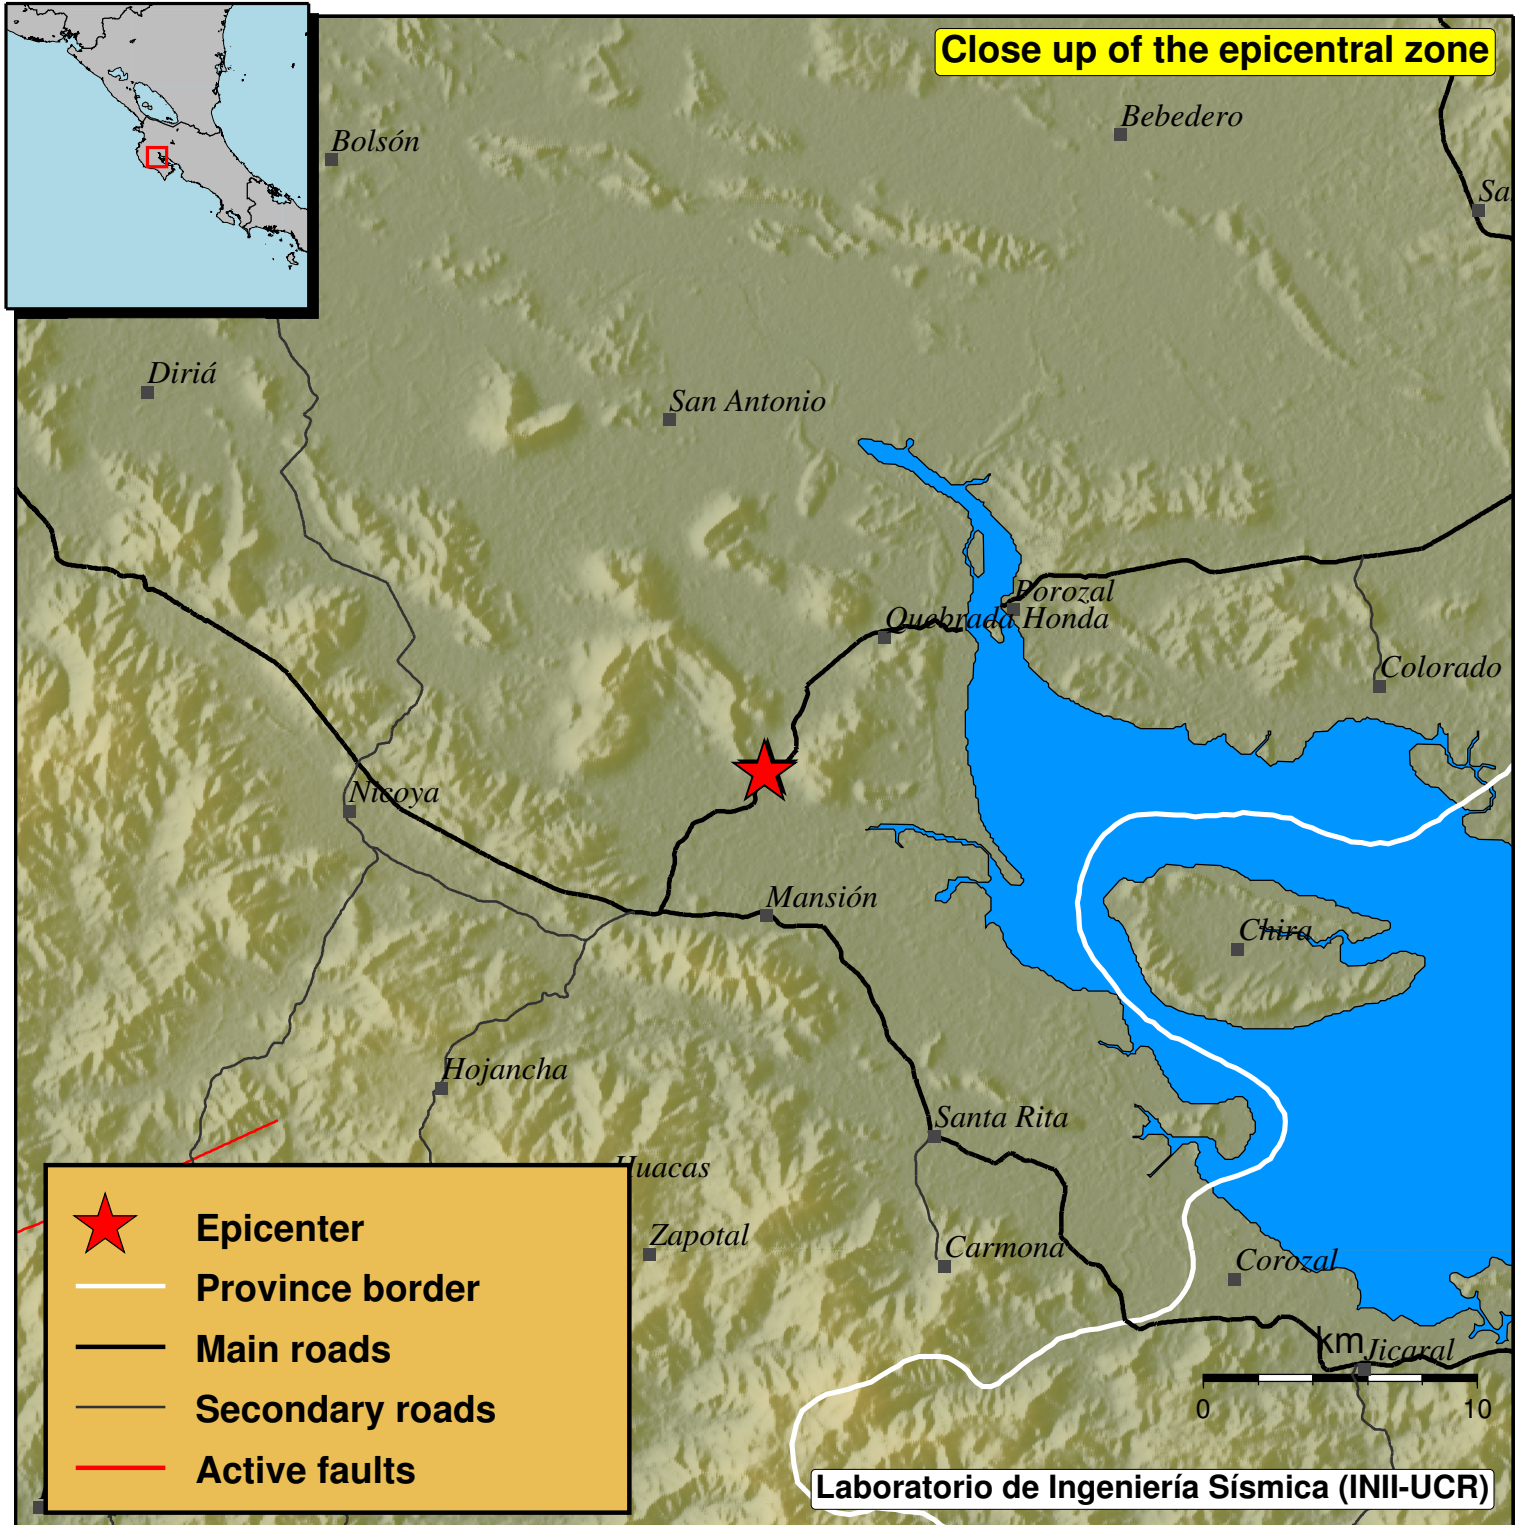 Close up of the epicentral zone
Bebedero
Bolsón
Diriá
San Antonio
Porozal
Quebrada Honda
Colorado
Nicoya
Mansión
Chira
Hojancha
Santa Rita
Huacas
Zapotal
Carmona
Corozal
km
Jicaral
0 10
Epicenter
Province border
Main roads
Secondary roads
Active faults
Laboratorio de Ingeniería Sísmica (INII-UCR)